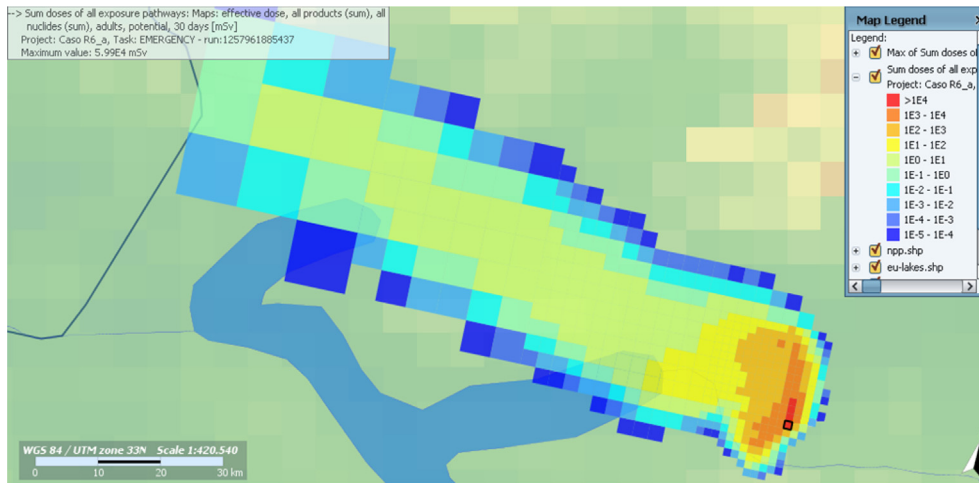 --> Sum doses of all exposure pathways: Maps: effective dose, all products (sum), all
nuclides (sum), adults, potential, 30 days [mSv]
Project: Caso R6_a, Task: EMERGENCY - run:1257961885437
Maximum value: 5.99E4 mSv
Map Legend
Legend:
Max of Sum doses of
Sum doses of all exp
Project: Caso R6_a,
>1E4
1E3 - 1E4
1E2 - 1E3
1E1 - 1E2
1E0 - 1E1
1E-1 - 1E0
1E-2 - 1E-1
1E-3 - 1E-2
1E-4 - 1E-3
1E-5 - 1E-4
npp.shp
eu-lakes.shp
WGS 84 / UTM zone 33N Scale 1:420.540
0 10 20 30 km